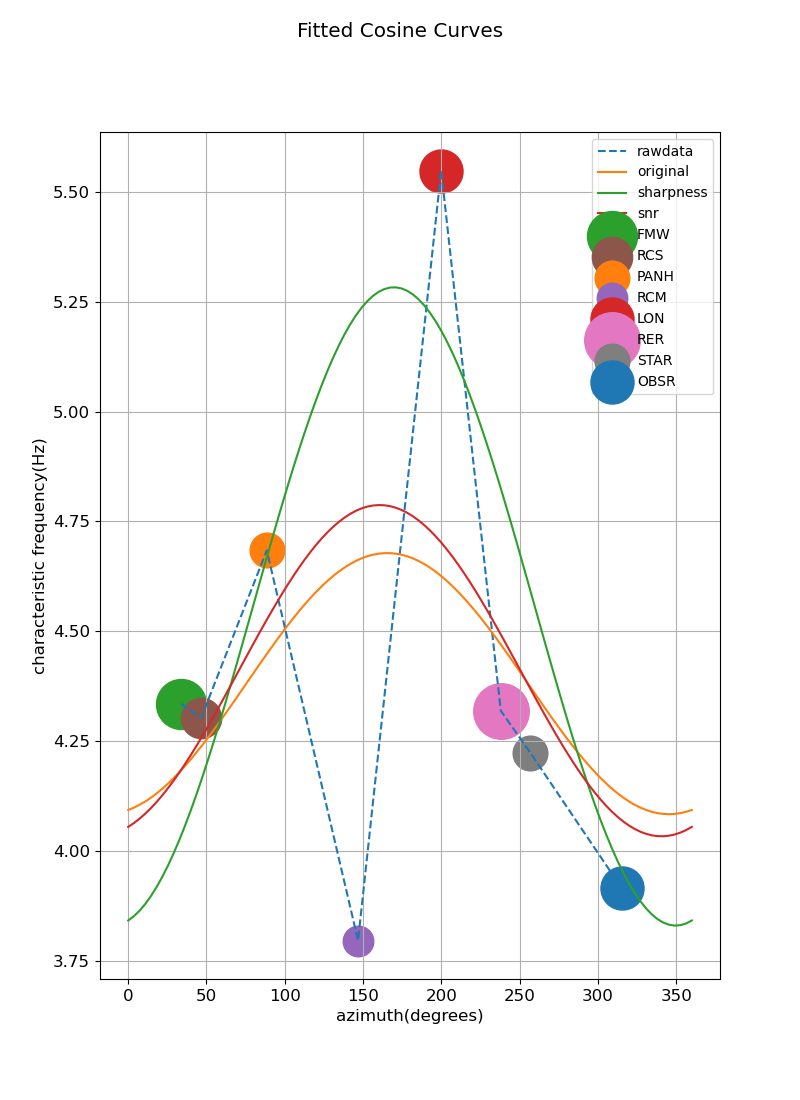 Fitted Cosine Curves
rawdata
original
sharpness
snr
FMW
RCS
PANH
RCM
LON
RER
STAR
OBSR
characteristic frequency(Hz)
5.50
5.25
5.00
4.75
4.50
4.25
4.00
3.75
0 50 100 150 200 250 300 350
azimuth(degrees)